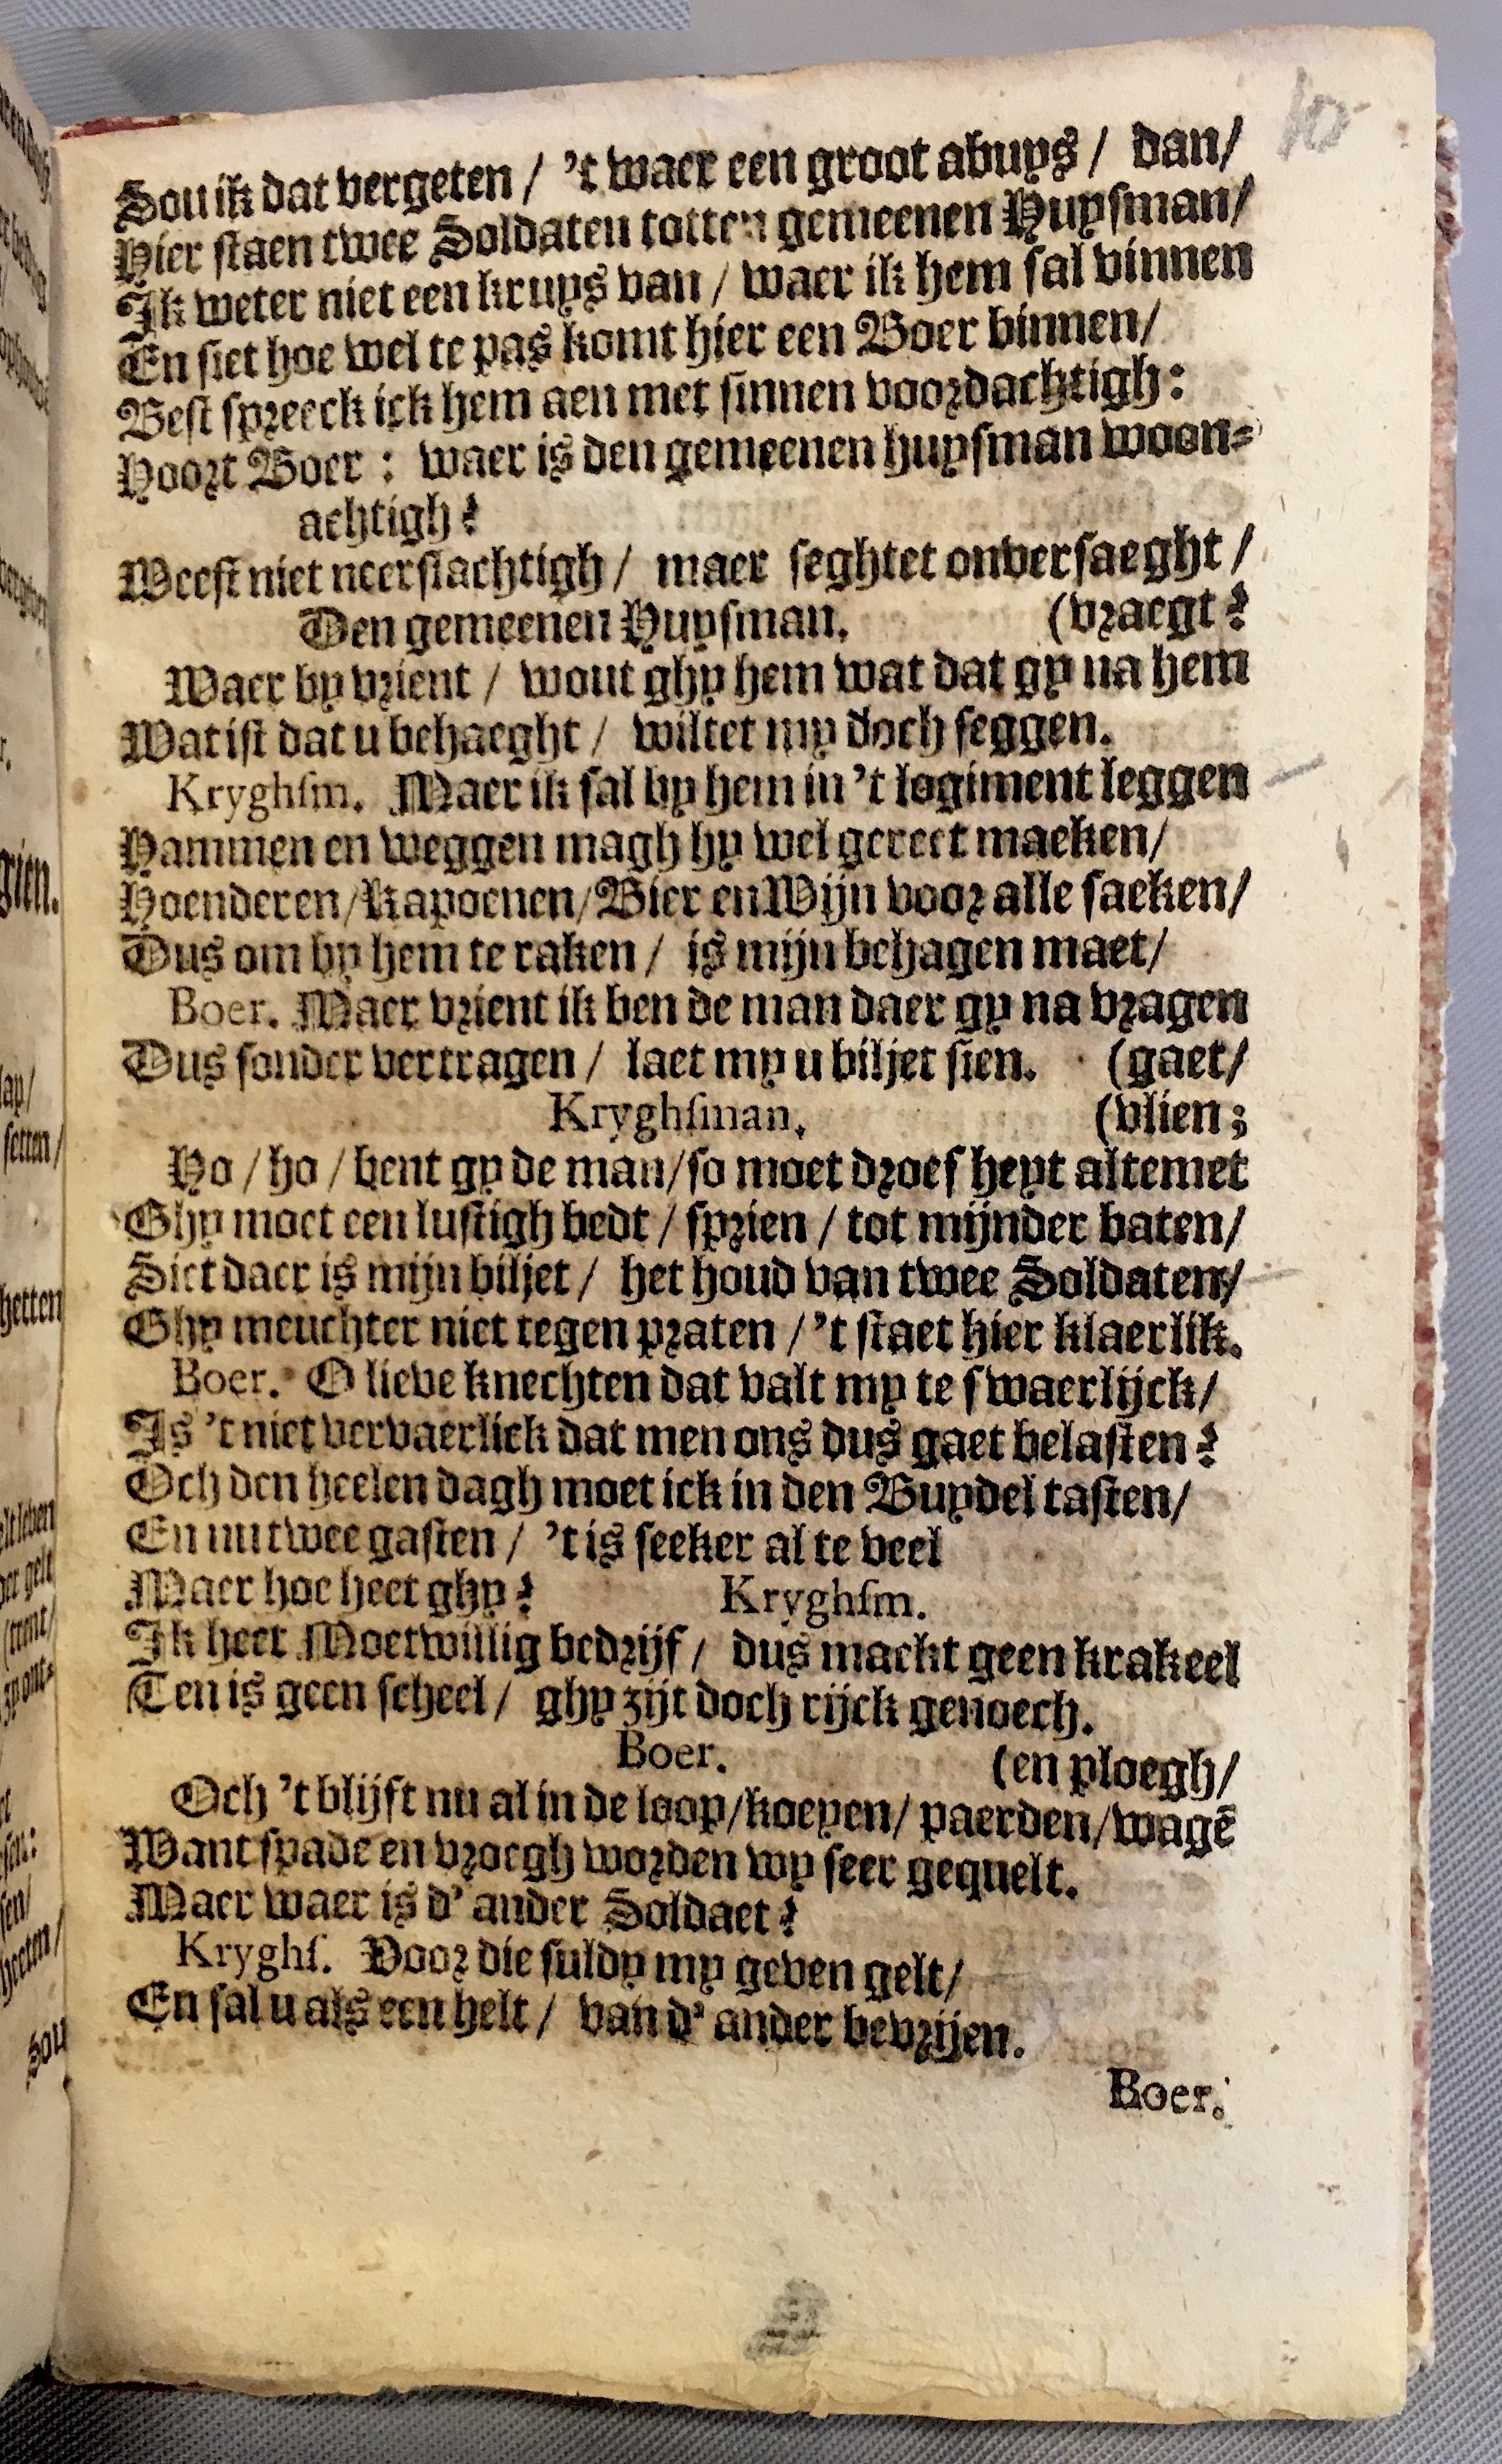 Sou ik dat vergeten / 't waer een groot abuys / dan/
Hier staen twee Soldaten totten gemeenen Huysman/
Ik weter niet een kruys van / waer ik hem sal vinnen
En siet hoe wel te pas komt hier een Boer binnen/
Best spreeck ick hem aen met sinnen voordachtigh:
Hoort Boer : waer is den gemeenen huysman woon-
achtigh?
Weest niet neerslachtigh / maer seghtet onversaeght /
Den gemeenen Huysman. (vraegt?
Waer by vrient / wout ghy hem wat dat gy na hem
Wat ist dat u behaeght / wiltet my doch seggen.
Kryghsm. Maer ik sal by hem in 't logiment leggen
Hammen en weggen magh hy wel gereet maeken/
Hoenderen/Kapoenen/Bier en Wijn voor alle saeken/
Dus om by hem te raken / is mijn behagen maet/
Boer. Maer vrient ik ben de man daer gy na vragen
Dus sonder vertragen / laet my u biljet sien. (gaet/
Kryghsman. (vlien;
Ho / ho / bent gy de man/so moet droef heyt altemet
Ghy moet een lustigh bedt / sprien / tot mijnder baten/
Siet daer is mijn biljet / het houd van twee Soldaten/
Ghy meuchter niet tegen praten / 't staet hier klaerlik.
Boer. O lieve knechten dat valt my te swaerlijck/
Is 't niet vervaerlick dat men ons dus gaet belasten?
Och den heelen dagh moet ick in den Buydel tasten/
En nu twee gasten / 't is seeker al te veel
Maer hoe heet ghy? Kryghsm.
Ik heet Moetwillig bedrijf / dus maekt geen krakeel
Ten is geen scheel / ghy zijt doch rijck genoech.
Boer. (en ploegh/
Och 't blijft nu al in de loop/koeyen/ paerden/wagē
Want spade en vroegh worden wy seer gequelt.
Maer waer is d' ander Soldaet?
Kryghs. Voor die suldy my geven gelt/
En sal u als een helt / van d' ander bevrijen.
Boer.